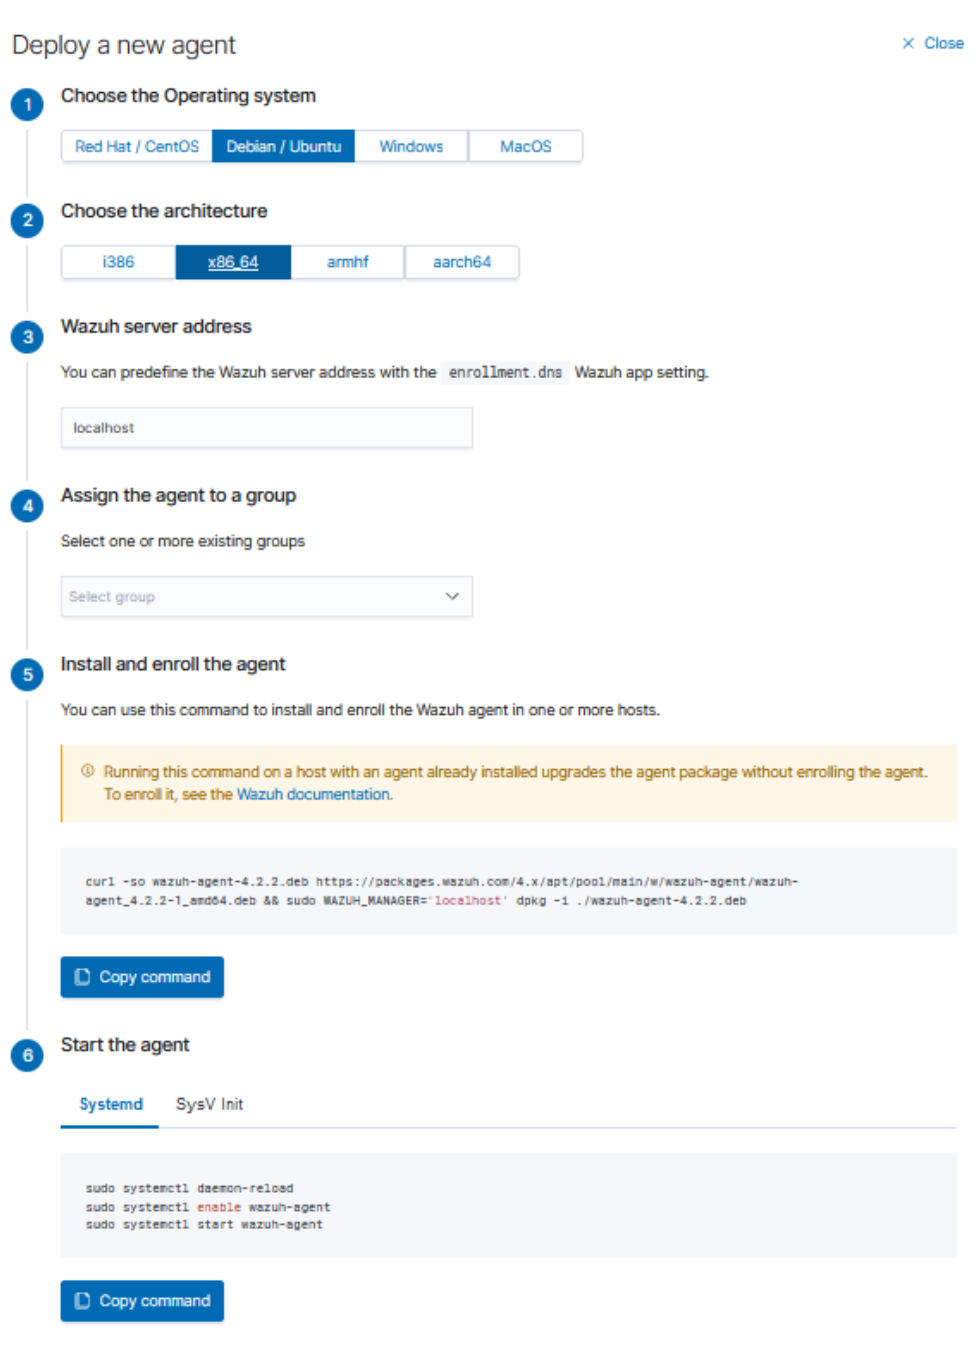 Deploy a new agent
× Close
1
Choose the Operating system
Red Hat / CentOS
Debian / Ubuntu
Windows
MacOS
2
Choose the architecture
i386
x86_64
armhf
aarch64
3
Wazuh server address
You can predefine the Wazuh server address with the enrollment.dns Wazuh app setting.
localhost
4
Assign the agent to a group
Select one or more existing groups
Select group
5
Install and enroll the agent
You can use this command to install and enroll the Wazuh agent in one or more hosts.
Running this command on a host with an agent already installed upgrades the agent package without enrolling the agent.
To enroll it, see the Wazuh documentation.
curl -so wazuh-agent-4.2.2.deb https://packages.wazuh.com/4.x/apt/pool/main/w/wazuh-agent/wazuh-
agent_4.2.2-1_amd64.deb && sudo WAZUH_MANAGER='localhost' dpkg -i ./wazuh-agent-4.2.2.deb
Copy command
6
Start the agent
Systemd
SysV Init
sudo systemctl daemon-reload
sudo systemctl enable wazuh-agent
sudo systemctl start wazuh-agent
Copy command